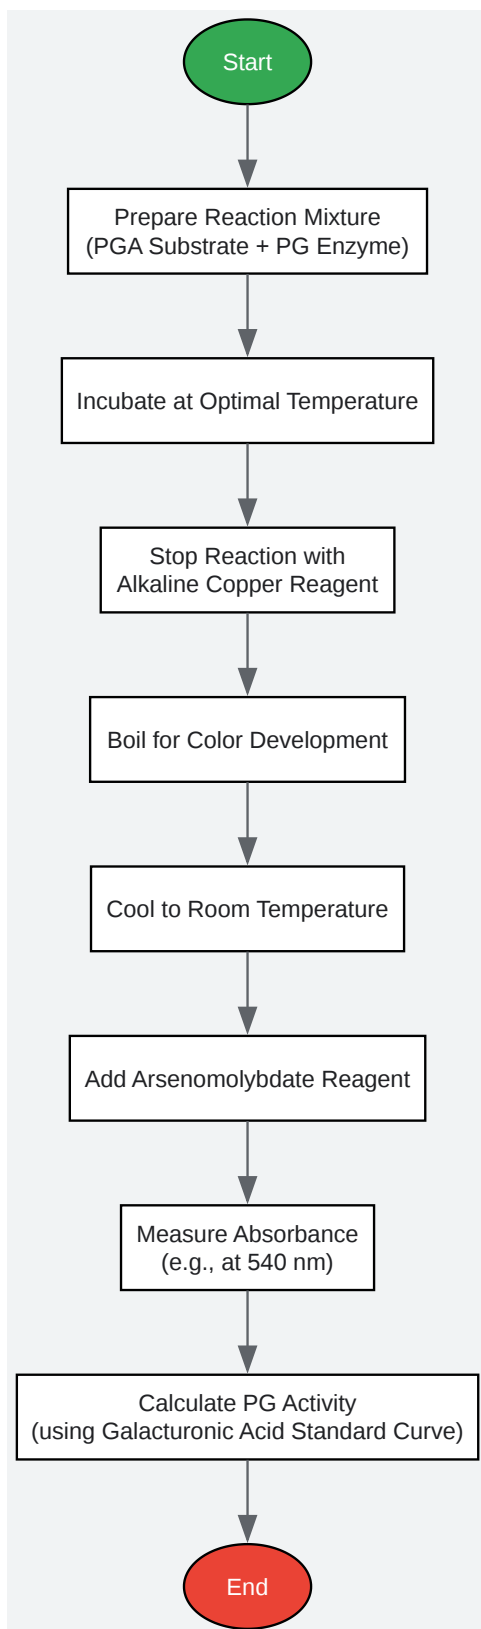 Start
Prepare Reaction Mixture
(PGA Substrate + PG Enzyme)
Incubate at Optimal Temperature
Stop Reaction with
Alkaline Copper Reagent
Boil for Color Development
Cool to Room Temperature
Add Arsenomolybdate Reagent
Measure Absorbance
(e.g., at 540 nm)
Calculate PG Activity
(using Galacturonic Acid Standard Curve)
End